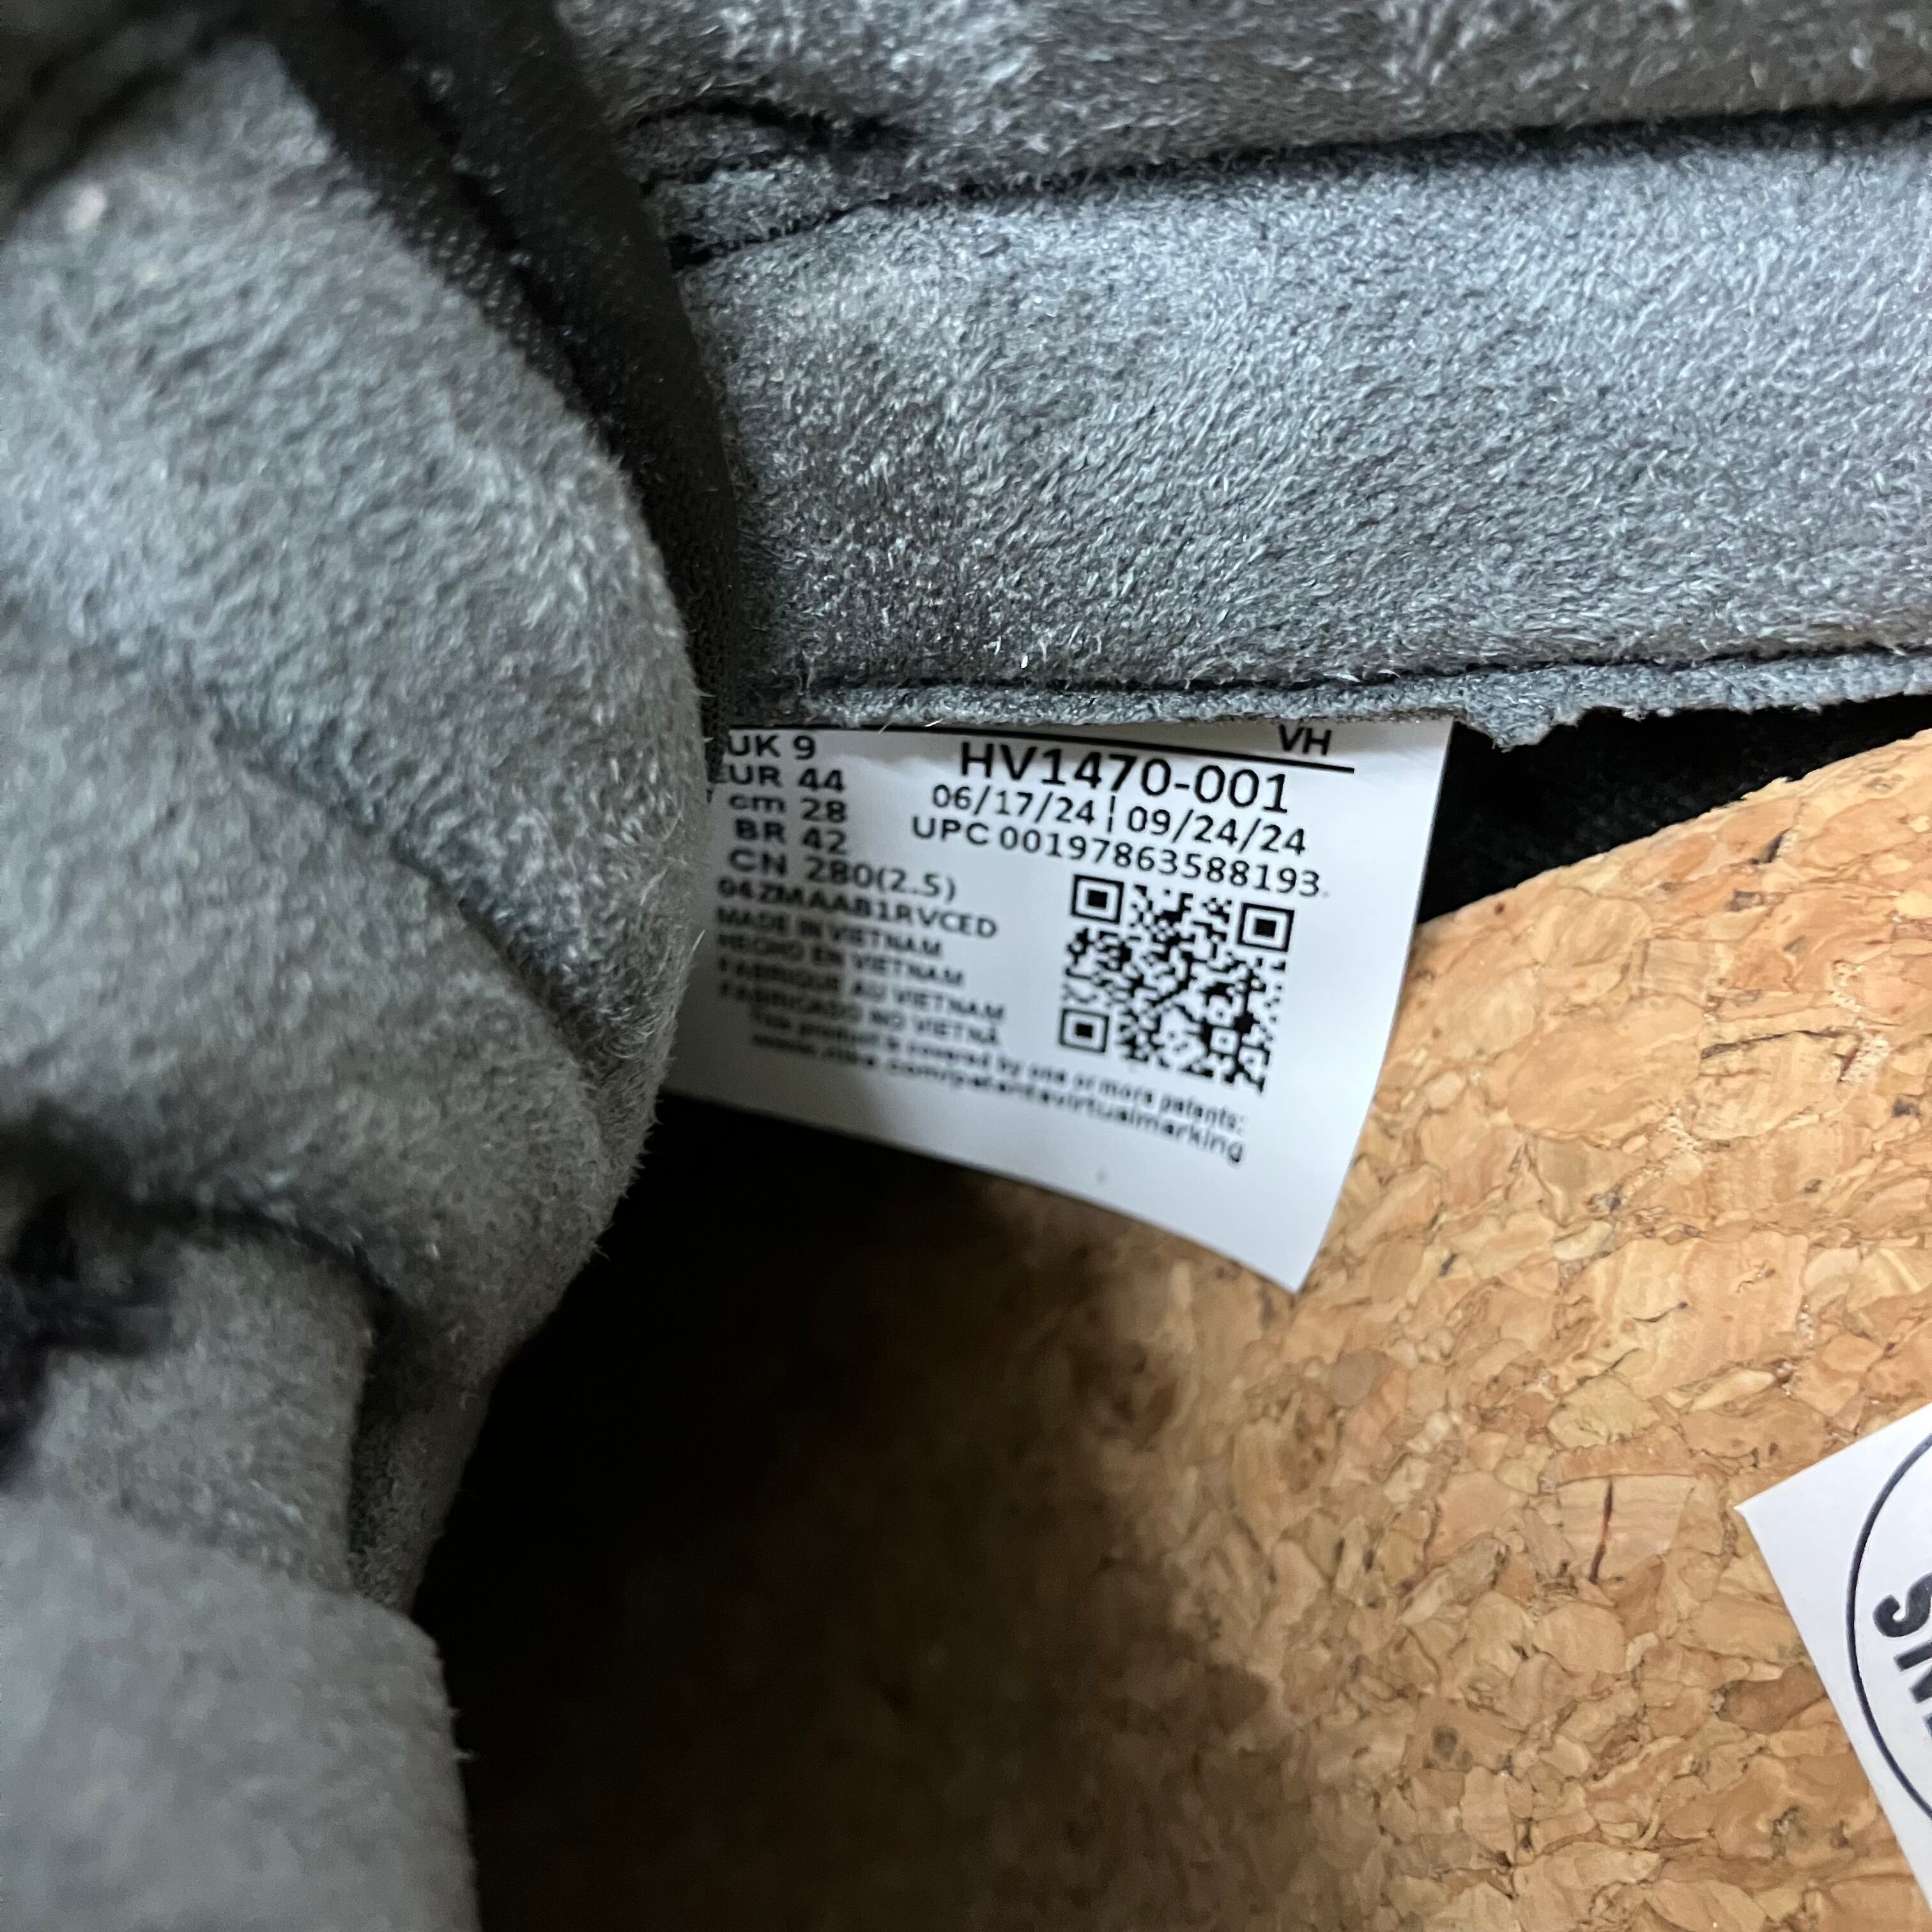 VH
UK 9
EUR 44
cm 28
BR 42
CN 280(2.5)
HV1470-001
06/17/24 | 09/24/24
UPC 00197863588193
04ZMAAB1RVCED
MADE IN VIETNAM
HECHO EN VIETNAM
FABRIQUE AU VIETNAM
FABRICADO NO VIETNÃ
This product is covered by one or more patents:
www.nike.com/patentsvirtualmarking